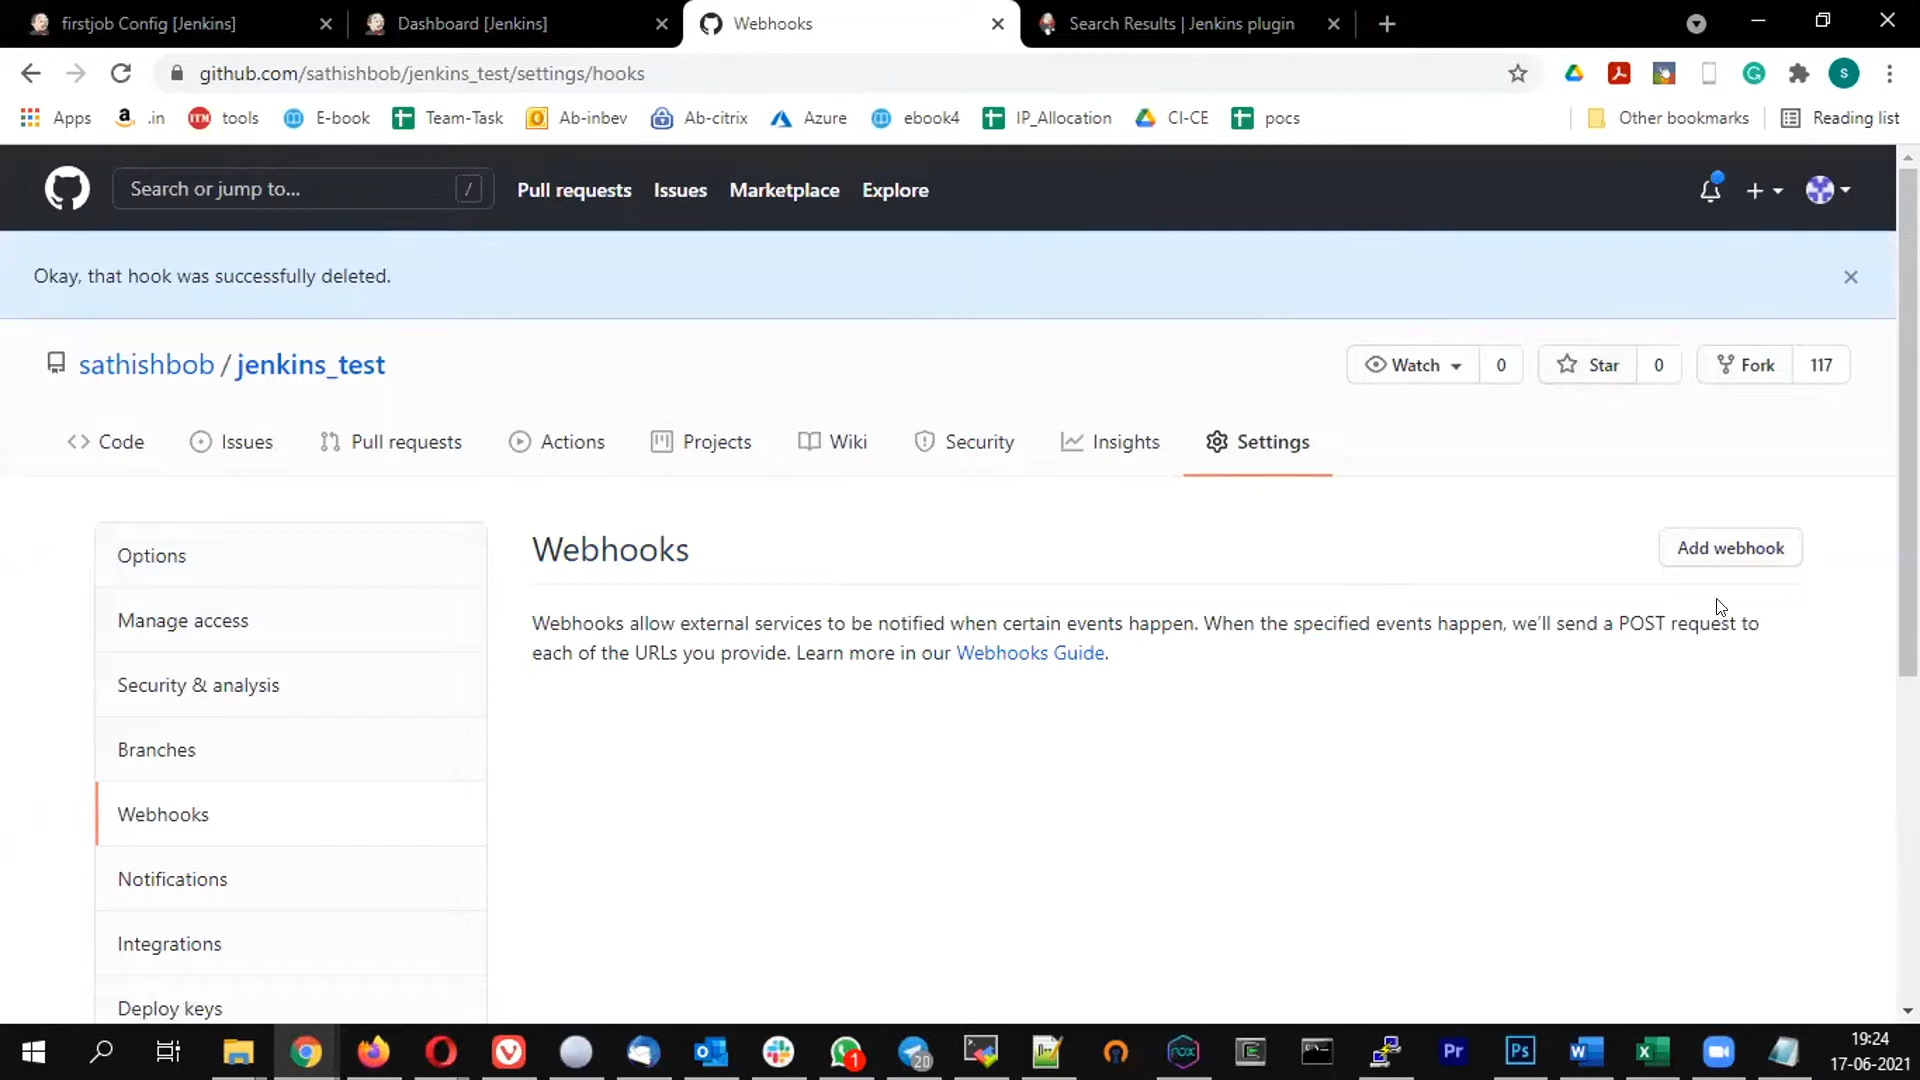 firstjob Config [Jenkins]
Dashboard [Jenkins]
Webhooks
Search Results | Jenkins plugin
github.com/sathishbob/jenkins_test/settings/hooks
S
Apps
.in
tools
E-book
Team-Task
Ab-inbev
Ab-citrix
Azure
ebook4
IP_Allocation
CI-CE
pocs
Other bookmarks
Reading list
Search or jump to...
/
Pull requests
Issues
Marketplace
Explore
Okay, that hook was successfully deleted.
sathishbob / jenkins_test
Watch
0
Star
0
Fork
117
Code
Issues
Pull requests
Actions
Projects
Wiki
Security
Insights
Settings
Options
Manage access
Security & analysis
Branches
Webhooks
Notifications
Integrations
Deploy keys
Webhooks
Add webhook
Webhooks allow external services to be notified when certain events happen. When the specified events happen, we'll send a POST request to
each of the URLs you provide. Learn more in our Webhooks Guide.
1
20
nox
Pr
Ps
19:24
17-06-2021